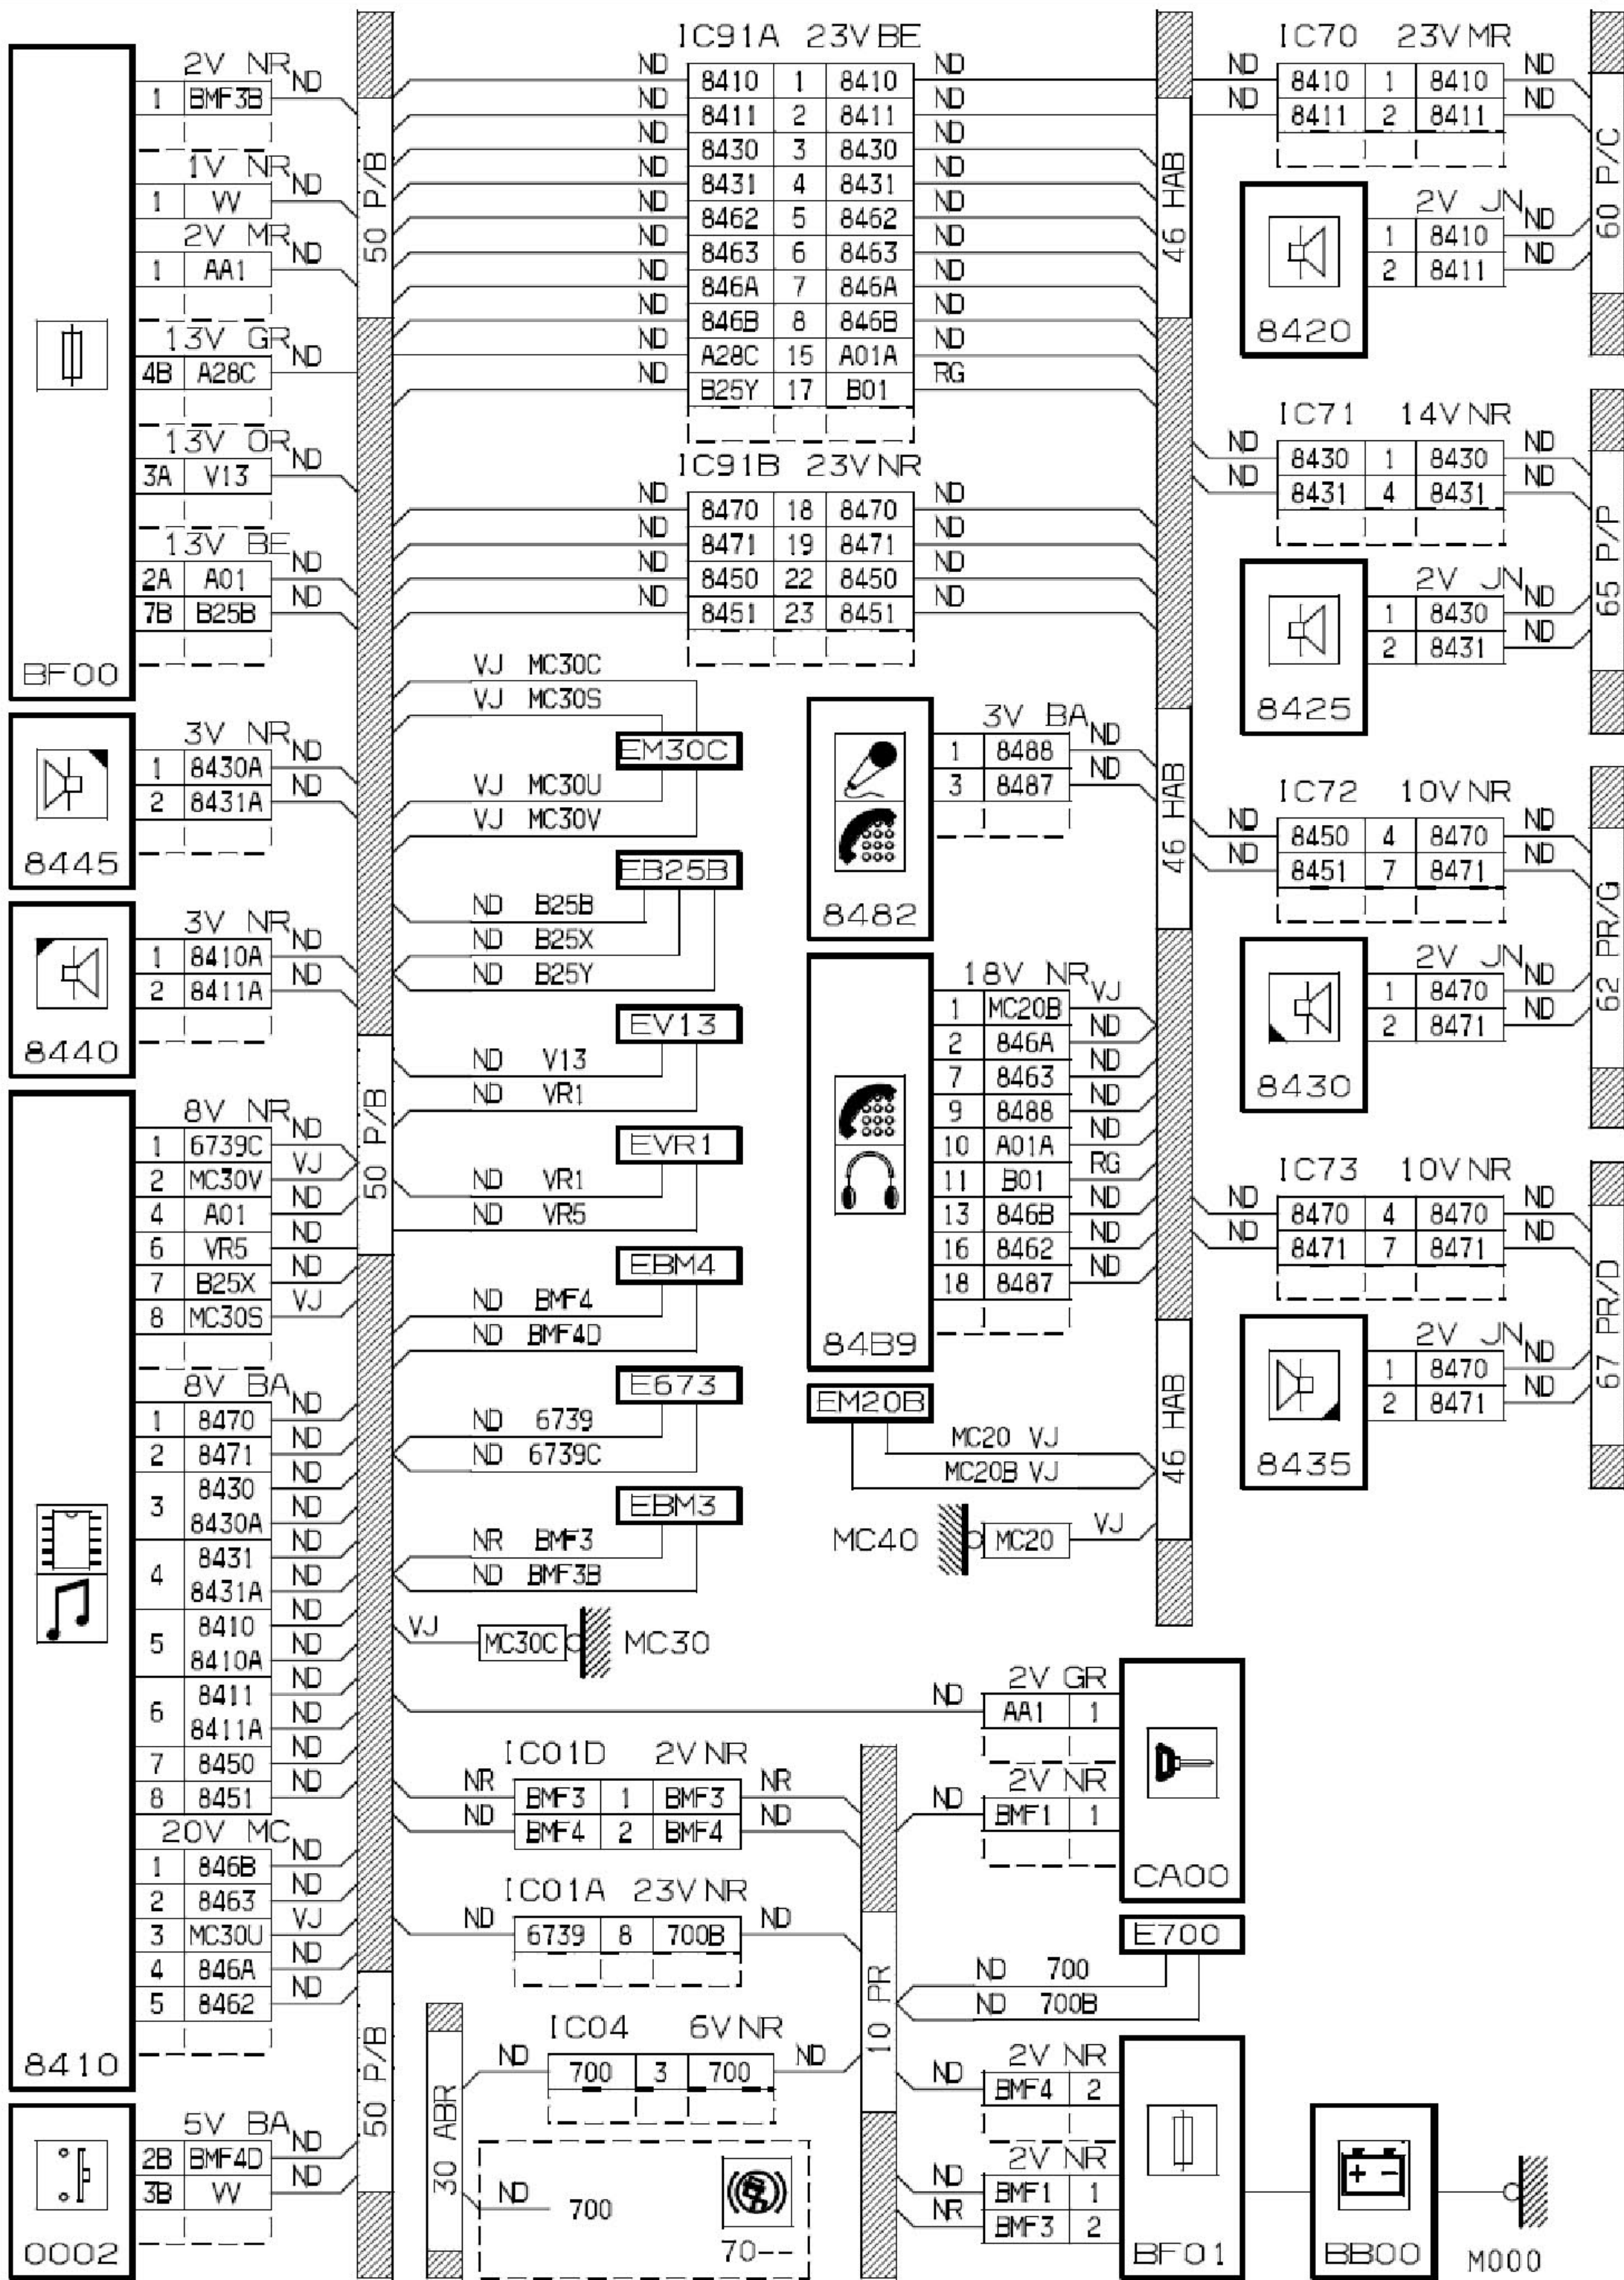 2V NR
1 BMF3B ND
1V NR
1 VV ND
2V MR
1 AA1 ND
13V GR
4B A28C ND
13V OR
3A V13 ND
13V BE
2A A01 ND
7B B25B ND
BF00
3V NR
1 8430A ND
2 8431A ND
8445
3V NR
1 8410A ND
2 8411A ND
8440
8V NR
1 6739C ND
2 MC30V VJ
4 A01 ND
6 VR5 ND
7 B25X ND
8 MC30S VJ
8V BA
1 8470 ND
2 8471 ND
3 8430 ND
8430A ND
4 8431 ND
8431A ND
5 8410 ND
8410A ND
6 8411 ND
8411A ND
7 8450 ND
8 8451 ND
20V MC
1 846B ND
2 8463 ND
3 MC30U VJ
4 846A ND
5 8462 ND
8410
5V BA
2B BMF4D ND
3B VV ND
0002
50 P/B
50 P/B
50 P/B
IC91A 23V BE
ND 8410 1 8410 ND
ND 8411 2 8411 ND
ND 8430 3 8430 ND
ND 8431 4 8431 ND
ND 8462 5 8462 ND
ND 8463 6 8463 ND
ND 846A 7 846A ND
ND 846B 8 846B ND
ND A28C 15 A01A ND
ND B25Y 17 B01 RG
IC91B 23V NR
ND 8470 18 8470 ND
ND 8471 19 8471 ND
ND 8450 22 8450 ND
ND 8451 23 8451 ND
VJ MC30C
VJ MC30S
EM30C
VJ MC30U
VJ MC30V
EB25B
ND B25B
ND B25X
ND B25Y
EV13
ND V13
ND VR1
EVR1
ND VR1
ND VR5
EBM4
ND BMF4
ND BMF4D
E673
ND 6739
ND 6739C
EBM3
NR BMF3
ND BMF3B
VJ MC30C MC30
3V BA
1 8488 ND
3 8487 ND
8482
18V NR
1 MC20B VJ
2 846A ND
7 8463 ND
9 8488 ND
10 A01A ND
11 B01 RG
13 846B ND
16 8462 ND
18 8487 ND
84B9
EM20B
MC20 VJ
MC20B VJ
MC40 MC20 VJ
46 HAB
46 HAB
46 HAB
IC70 23V MR
ND 8410 1 8410 ND
ND 8411 2 8411 ND
2V JN
1 8410 ND
2 8411 ND
8420
60 P/C
IC71 14V NR
ND 8430 1 8430 ND
ND 8431 4 8431 ND
2V JN
1 8430 ND
2 8431 ND
8425
65 P/P
IC72 10V NR
ND 8450 4 8470 ND
ND 8451 7 8471 ND
2V JN
1 8470 ND
2 8471 ND
8430
62 PR/G
IC73 10V NR
ND 8470 4 8470 ND
ND 8471 7 8471 ND
2V JN
1 8470 ND
2 8471 ND
8435
67 PR/D
2V GR
ND AA1 1
2V NR
ND BMF1 1
CA00
IC01D 2V NR
NR BMF3 1 BMF3 NR
ND BMF4 2 BMF4 ND
IC01A 23V NR
ND 6739 8 700B ND
IC04 6V NR
ND 700 3 700 ND
30 ABR
ND 700
70--
10 PR
E700
ND 700
ND 700B
2V NR
ND BMF4 2
2V NR
ND BMF1 1
NR BMF3 2
BF01
BB00
M000